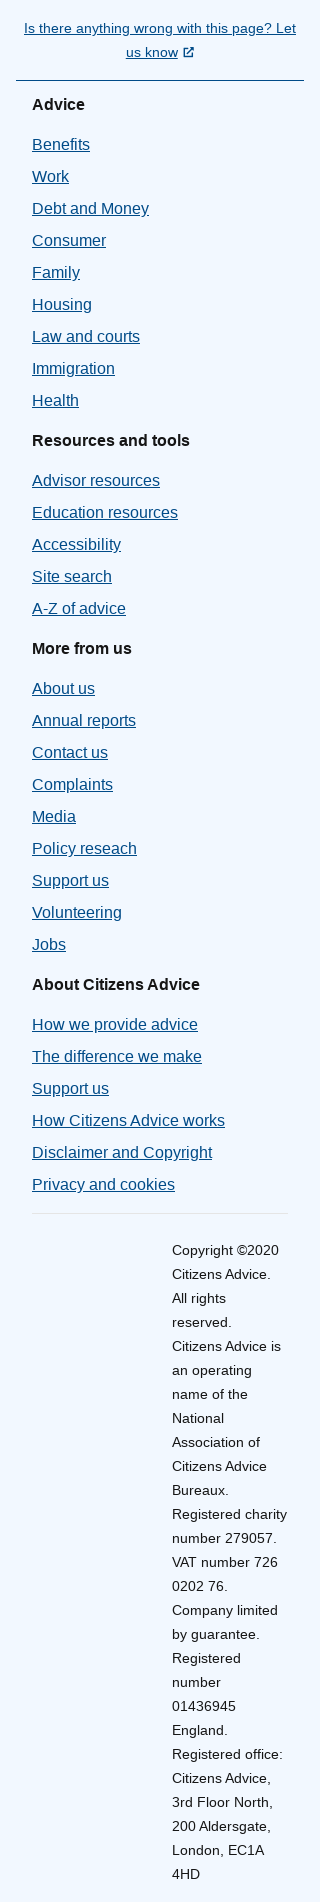 Is there anything wrong with this page? Let
us know
Advice
Benefits
Work
Debt and Money
Consumer
Family
Housing
Law and courts
Immigration
Health
Resources and tools
Advisor resources
Education resources
Accessibility
Site search
A-Z of advice
More from us
About us
Annual reports
Contact us
Complaints
Media
Policy reseach
Support us
Volunteering
Jobs
About Citizens Advice
How we provide advice
The difference we make
Support us
How Citizens Advice works
Disclaimer and Copyright
Privacy and cookies
Copyright ©2020
Citizens Advice.
All rights
reserved.
Citizens Advice is
an operating
name of the
National
Association of
Citizens Advice
Bureaux.
Registered charity
number 279057.
VAT number 726
0202 76.
Company limited
by guarantee.
Registered
number
01436945
England.
Registered office:
Citizens Advice,
3rd Floor North,
200 Aldersgate,
London, EC1A
4HD